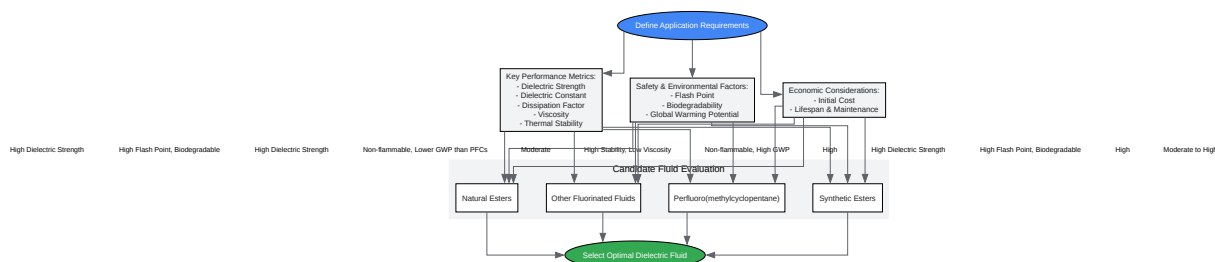 Define Application Requirements
Key Performance Metrics:
- Dielectric Strength
- Dielectric Constant
- Dissipation Factor
- Viscosity
- Thermal Stability
Safety & Environmental Factors:
- Flash Point
- Biodegradability
- Global Warming Potential
Economic Considerations:
- Initial Cost
- Lifespan & Maintenance
High Dielectric Strength
High Flash Point, Biodegradable
High Dielectric Strength
Non-flammable, Lower GWP than PFCs
Moderate
High Stability, Low Viscosity
Non-flammable, High GWP
High
High Dielectric Strength
High Flash Point, Biodegradable
High
Moderate to High
Candidate Fluid Evaluation
Natural Esters
Other Fluorinated Fluids
Perfluoro(methylcyclopentane)
Synthetic Esters
Select Optimal Dielectric Fluid